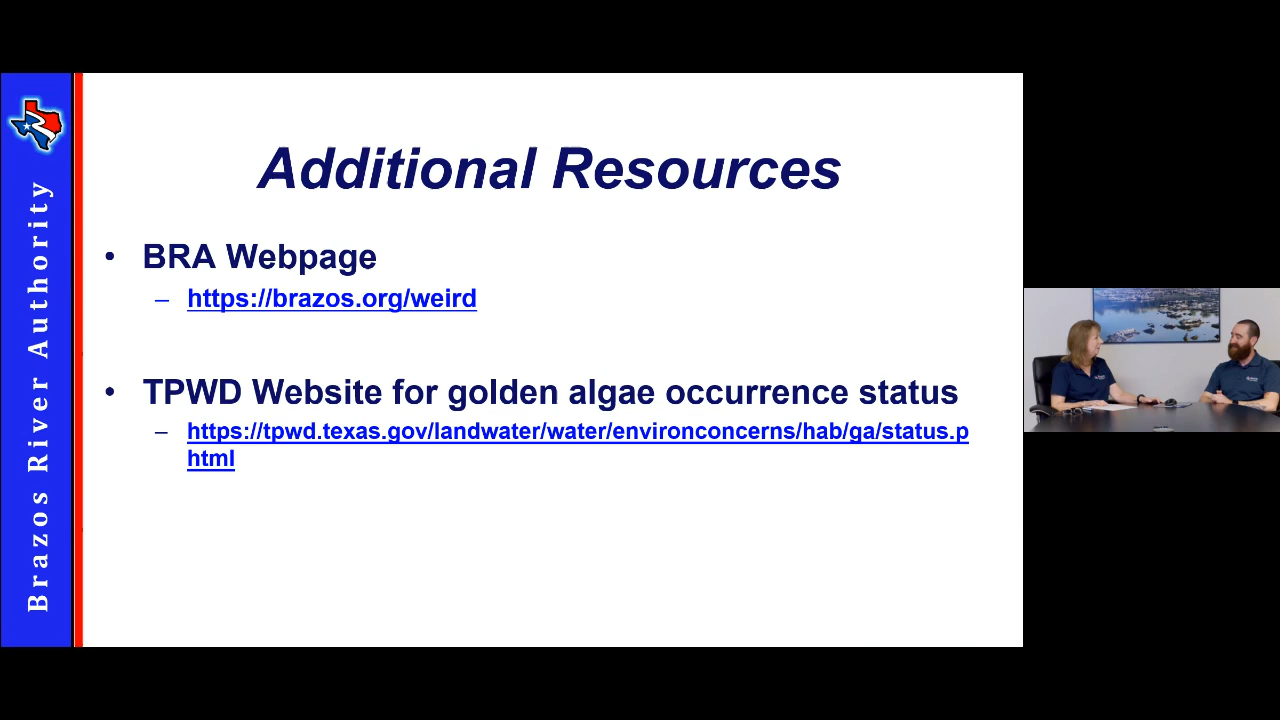 Additional Resources
• BRA Webpage
– https://brazos.org/weird
• TPWD Website for golden algae occurrence status
– https://tpwd.texas.gov/landwater/water/environconcerns/hab/ga/status.p
html
Brazos River Authority